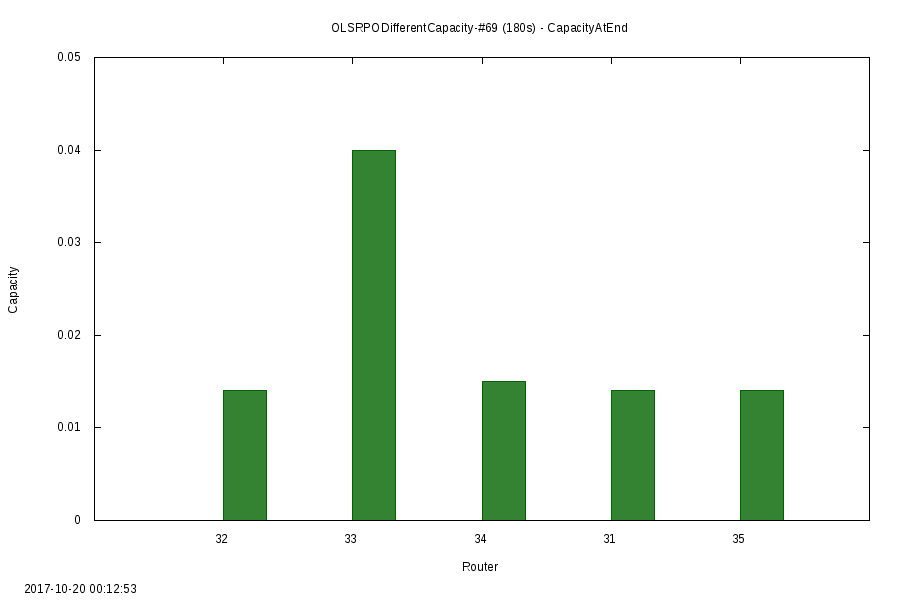 OLSRPODifferentCapacity-#69 (180s) - CapacityAtEnd
0.05
0.04
0.03
0.02
0.01
0
Capacity
32 33 34 31 35
Router
2017-10-20 00:12:53